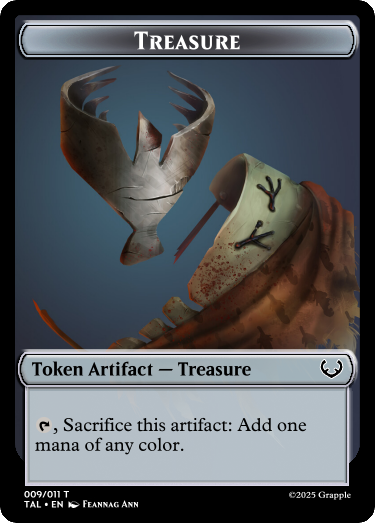 Treasure
Token Artifact — Treasure
, Sacrifice this artifact: Add one
mana of any color.
009/011 T
TAL • EN Feannag Ann
©2025 Grapple